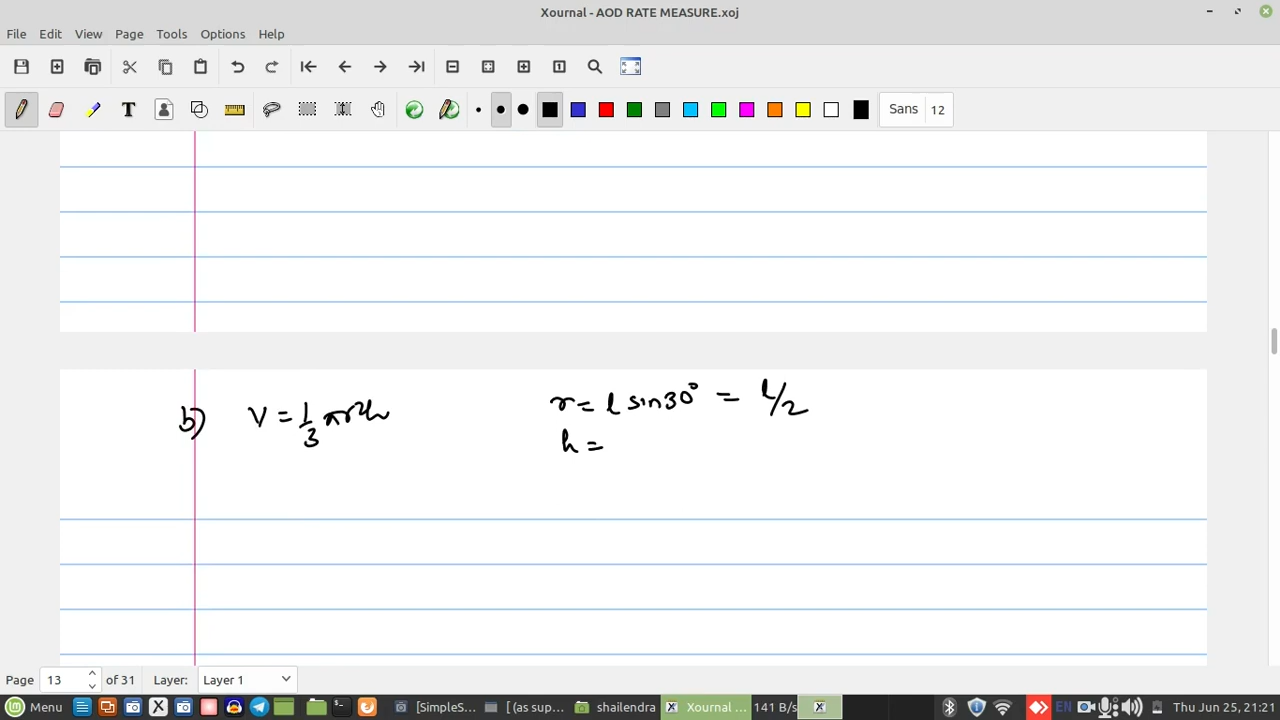 Xournal - AOD RATE MEASURE.xoj
File Edit View Page Tools Options Help
Sans 12
b) V = 1/3 πr²h r = l sin30° = l/2
h =
Page 13 of 31 Layer: Layer 1
Menu [SimpleS... [(as sup... shailendra Xournal ... 141 B/s EN Thu Jun 25, 21:21